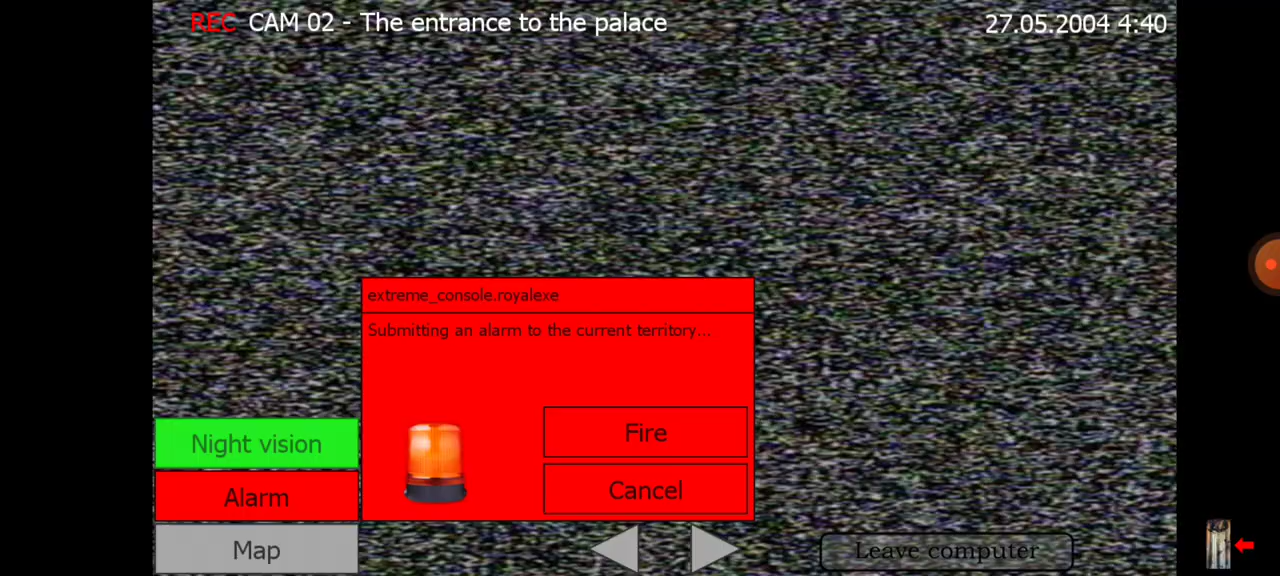 REC CAM 02 - The entrance to the palace
27.05.2004 4:40
extreme_console.royalexe
Submitting an alarm to the current territory...
Fire
Cancel
Night vision
Alarm
Map
Leave computer